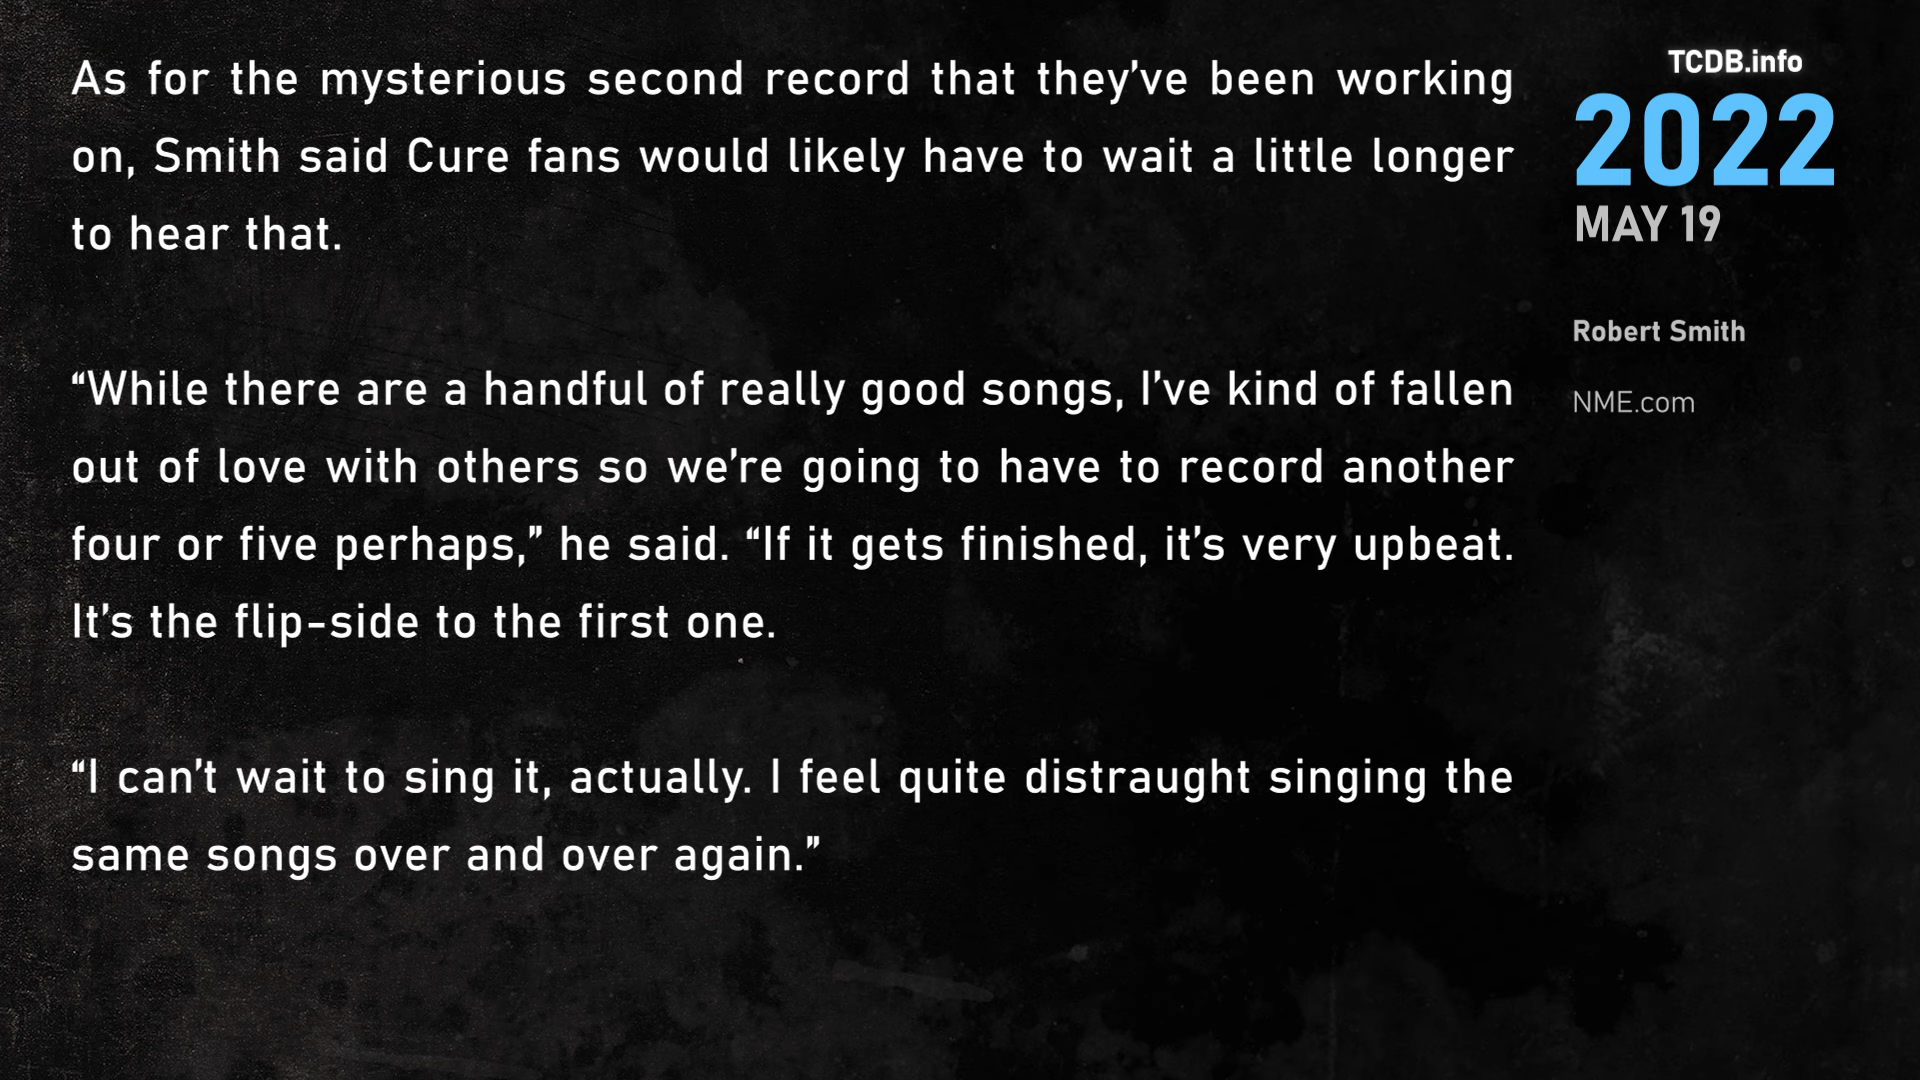 As for the mysterious second record that they’ve been working
on, Smith said Cure fans would likely have to wait a little longer
to hear that.
“While there are a handful of really good songs, I’ve kind of fallen
out of love with others so we’re going to have to record another
four or five perhaps,” he said. “If it gets finished, it’s very upbeat.
It’s the flip-side to the first one.
“I can’t wait to sing it, actually. I feel quite distraught singing the
same songs over and over again.”
TCDB.info
2022
MAY 19
Robert Smith
NME.com